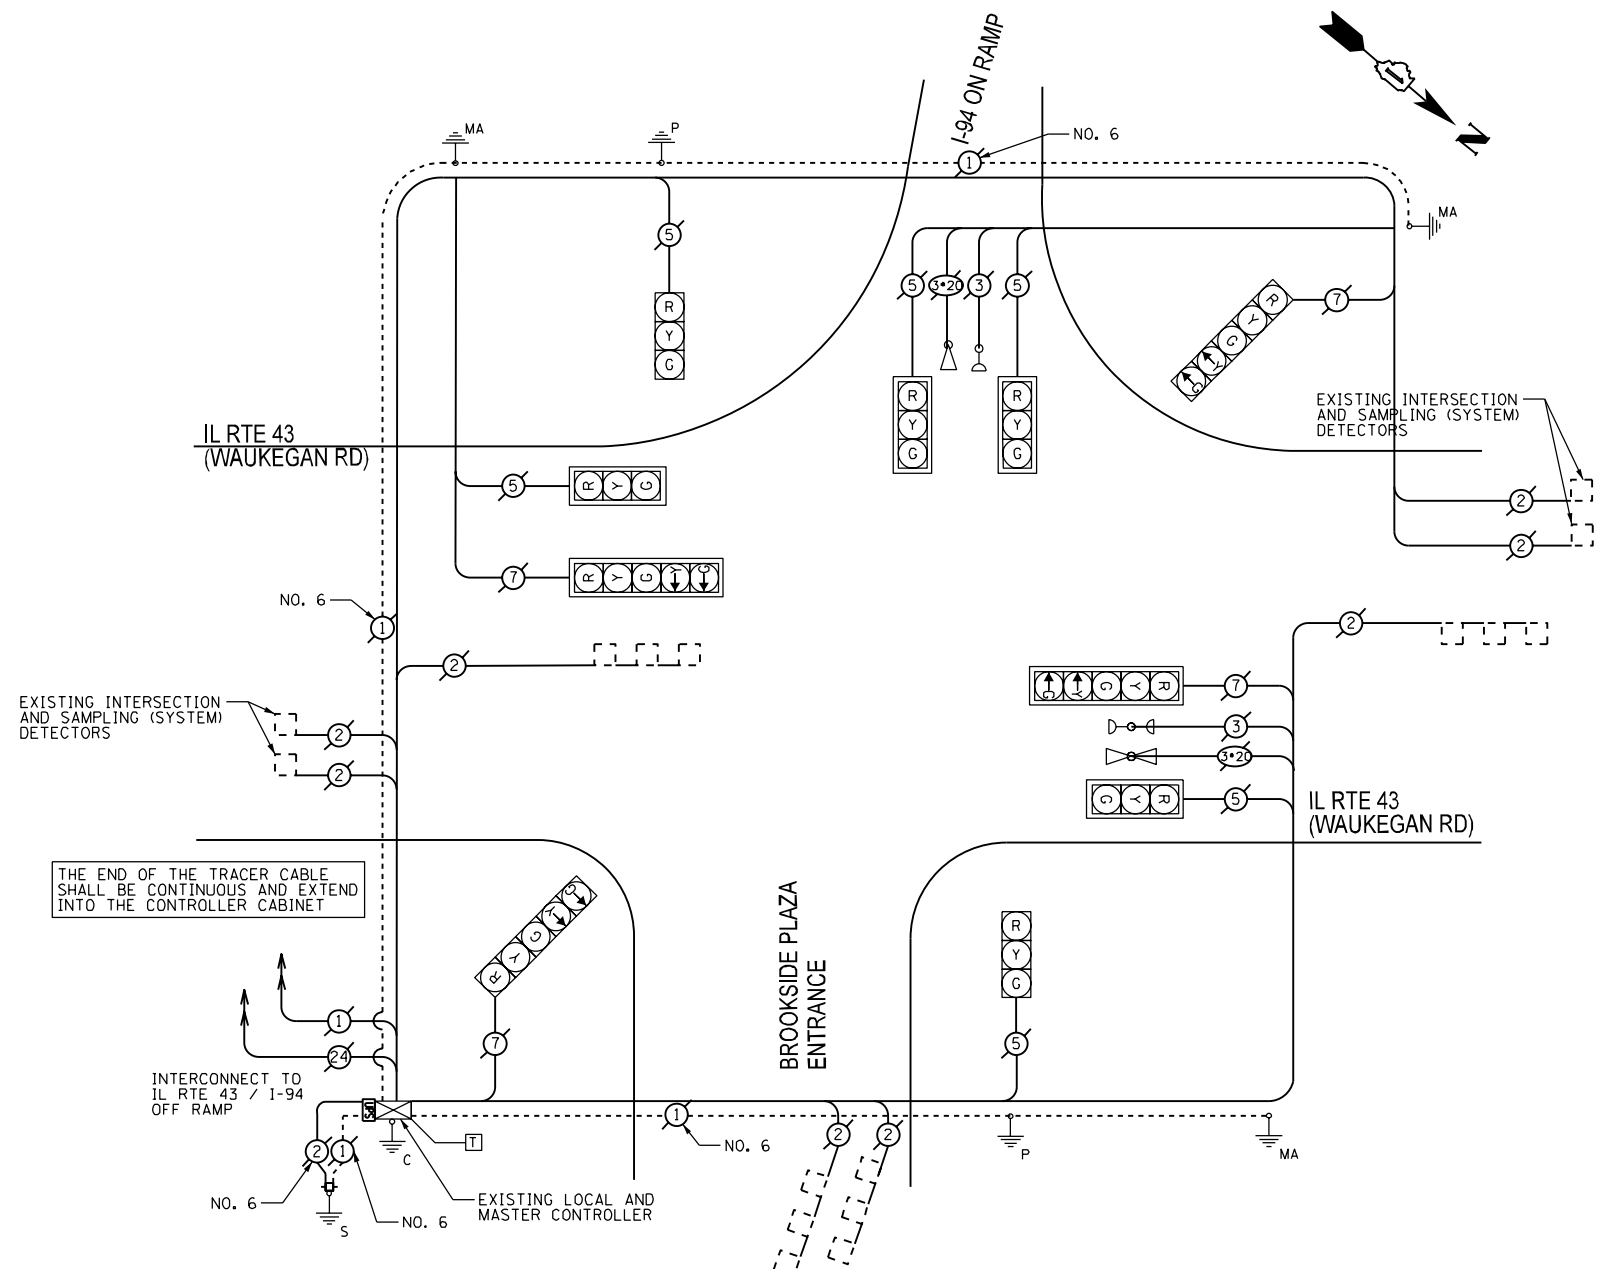 I-94 ON RAMP
N
MA
P
1
NO. 6
MA
5
R
Y
G
5
3•20
3
5
R
Y
G
R
Y
G
7
R
Y
G
Y
G
EXISTING INTERSECTION
AND SAMPLING (SYSTEM)
DETECTORS
IL RTE 43
(WAUKEGAN RD)
5
R Y G
2
2
7
R Y G Y G
NO. 6
1
2
2
G Y G Y R
7
3
3•20
G Y R
5
EXISTING INTERSECTION
AND SAMPLING (SYSTEM)
DETECTORS
2
2
IL RTE 43
(WAUKEGAN RD)
THE END OF THE TRACER CABLE
SHALL BE CONTINUOUS AND EXTEND
INTO THE CONTROLLER CABINET
R
Y
G
Y
G
7
BROOKSIDE PLAZA
ENTRANCE
R
Y
G
5
1
24
INTERCONNECT TO
IL RTE 43 / I-94
OFF RAMP
UPS
T
C
1
NO. 6
2
2
P
MA
2
1
NO. 6
NO. 6
S
EXISTING LOCAL AND
MASTER CONTROLLER